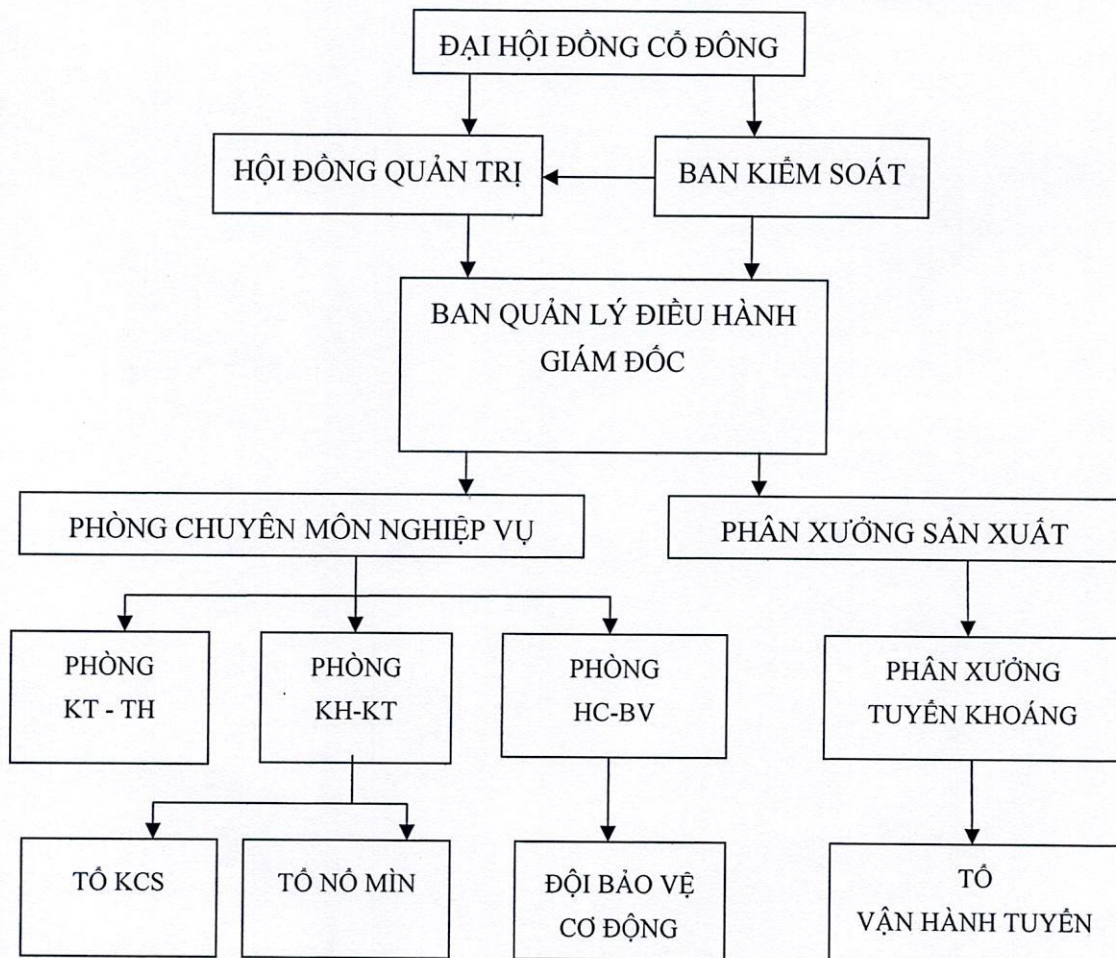 ĐẠI HỘI ĐỒNG CỔ ĐÔNG
HỘI ĐỒNG QUẢN TRỊ
BAN KIỂM SOÁT
BAN QUẢN LÝ ĐIỀU HÀNH
GIÁM ĐỐC
PHÒNG CHUYÊN MÔN NGHIỆP VỤ
PHÂN XƯỞNG SẢN XUẤT
PHÒNG
KT - TH
PHÒNG
KH-KT
PHÒNG
HC-BV
PHÂN XƯỞNG
TUYỂN KHOÁNG
TỔ KCS
TỔ NỔ MÌN
ĐỘI BẢO VỆ
CƠ ĐỘNG
TỔ
VẬN HÀNH TUYỂN